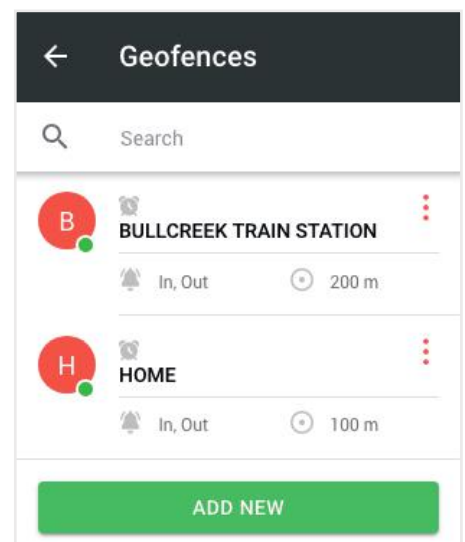 Geofences
Search
B
BULLCREEK TRAIN STATION
In, Out 200 m
H
HOME
In, Out 100 m
ADD NEW